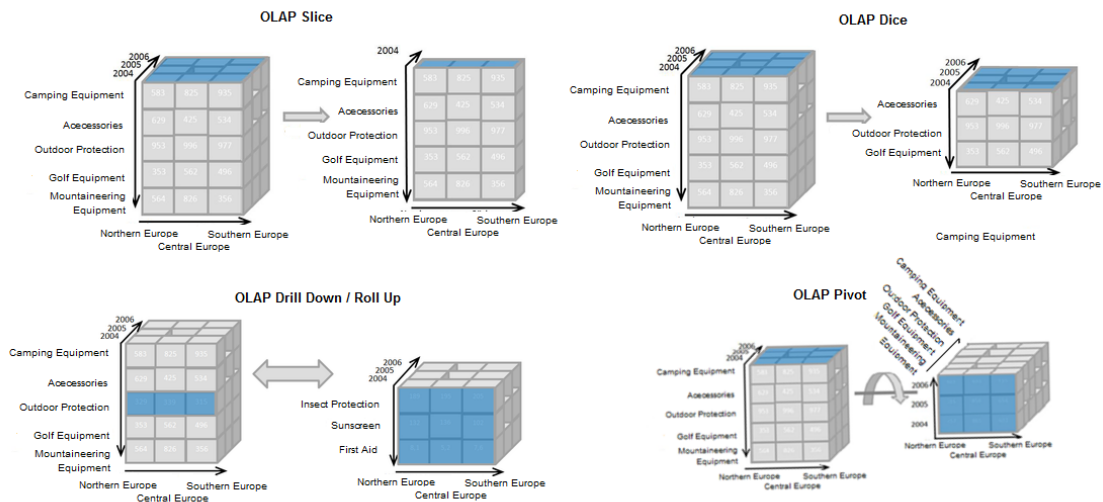 OLAP Slice
2006
2005
2004
Camping Equipment
Acecessories
Outdoor Protection
Golf Equipment
Mountaineering
Equipment
583 825 935
629 425 534
953 996 977
353 562 496
564 826 356
Northern Europe
Central Europe
Southern Europe
2004
Camping Equipment
Acecessories
Outdoor Protection
Golf Equipment
Mountaineering
Equipment
583 825 935
629 425 534
953 996 977
353 562 496
564 826 356
Northern Europe
Southern Europe
OLAP Dice
2006
2005
2004
Camping Equipment
Acecessories
Outdoor Protection
Golf Equipment
Mountaineering
Equipment
583 825 935
629 425 534
953 996 977
353 562 496
564 826 356
Northern Europe
Central Europe
Southern Europe
2006
2005
2004
Acecessories
Outdoor Protection
Golf Equipment
629 425 534
953 996 977
353 562 496
Northern Europe
Central Europe
Southern Europe
Camping Equipment
OLAP Drill Down / Roll Up
2006
2005
2004
Camping Equipment
Acecessories
Outdoor Protection
Golf Equipment
Mountaineering
Equipment
583 825 935
629 425 534
353 562 496
564 826 356
Northern Europe
Central Europe
Southern Europe
2006
2004
Insect Protection
Sunscreen
First Aid
Northern Europe
Central Europe
Southern Europe
OLAP Pivot
2006
2005
2004
Camping Equipment
Acecessories
Outdoor Protection
Golf Equipment
Mountaineering
Equipment
Northern Europe
Central Europe
Southern Europe
Camping Equipment
Acecessories
Outdoor Protection
Golf Equipment
Mountaineering
Equipment
2006
2005
2004
Northern Europe
Central Europe
Southern Europe